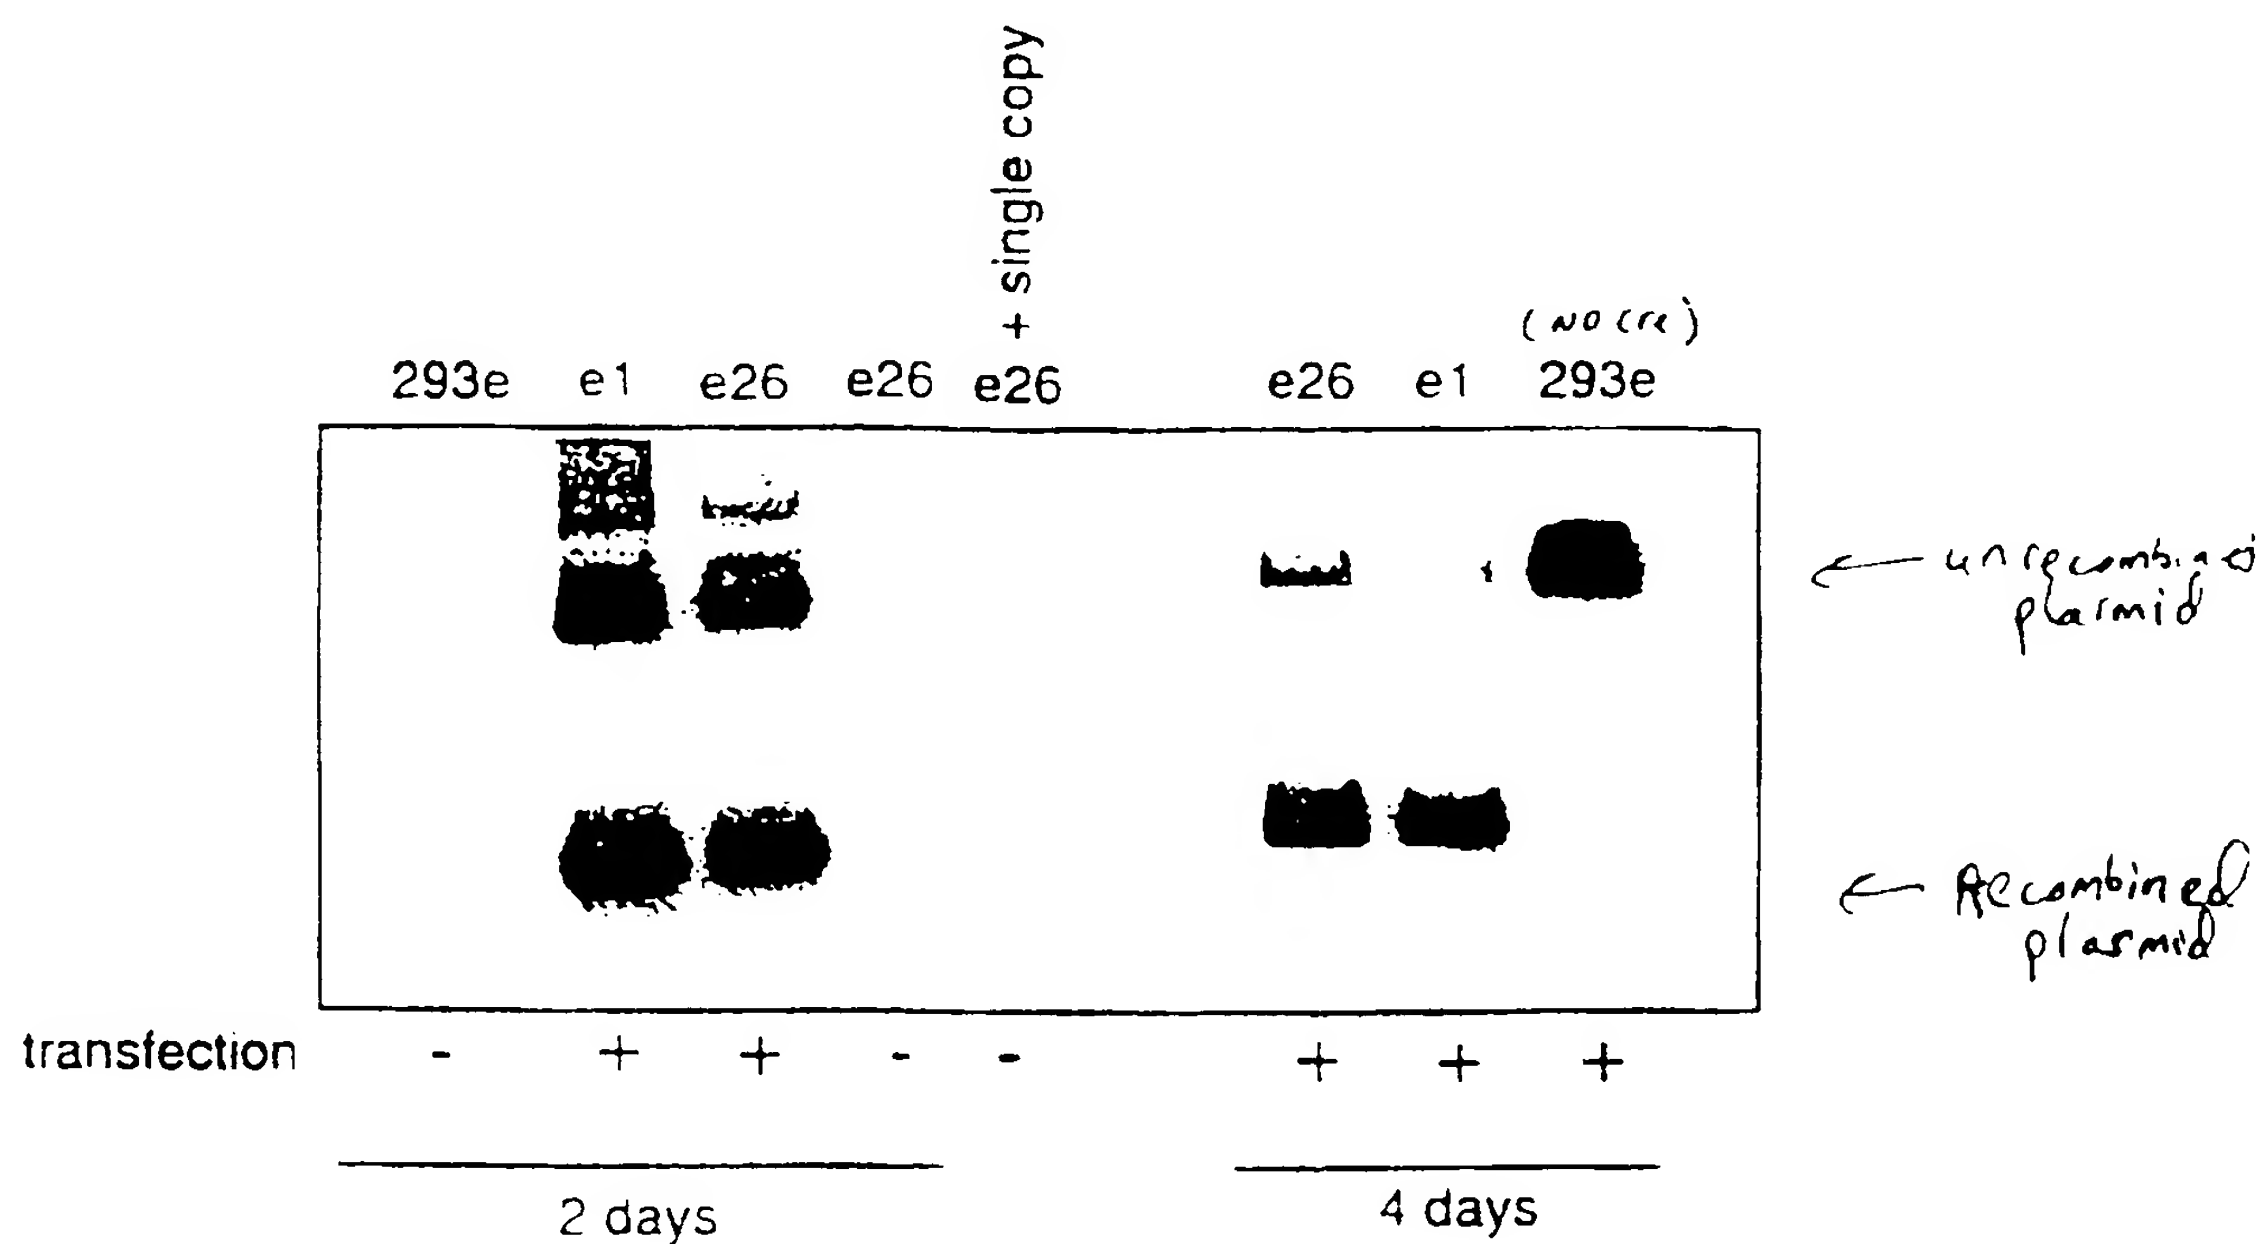 + single copy
(NO cre)
293e e1 e26 e26 e26 e26 e1 293e
← unrecombined
plasmid
← Recombined
plasmid
transfection - + + - - + + +
2 days 4 days